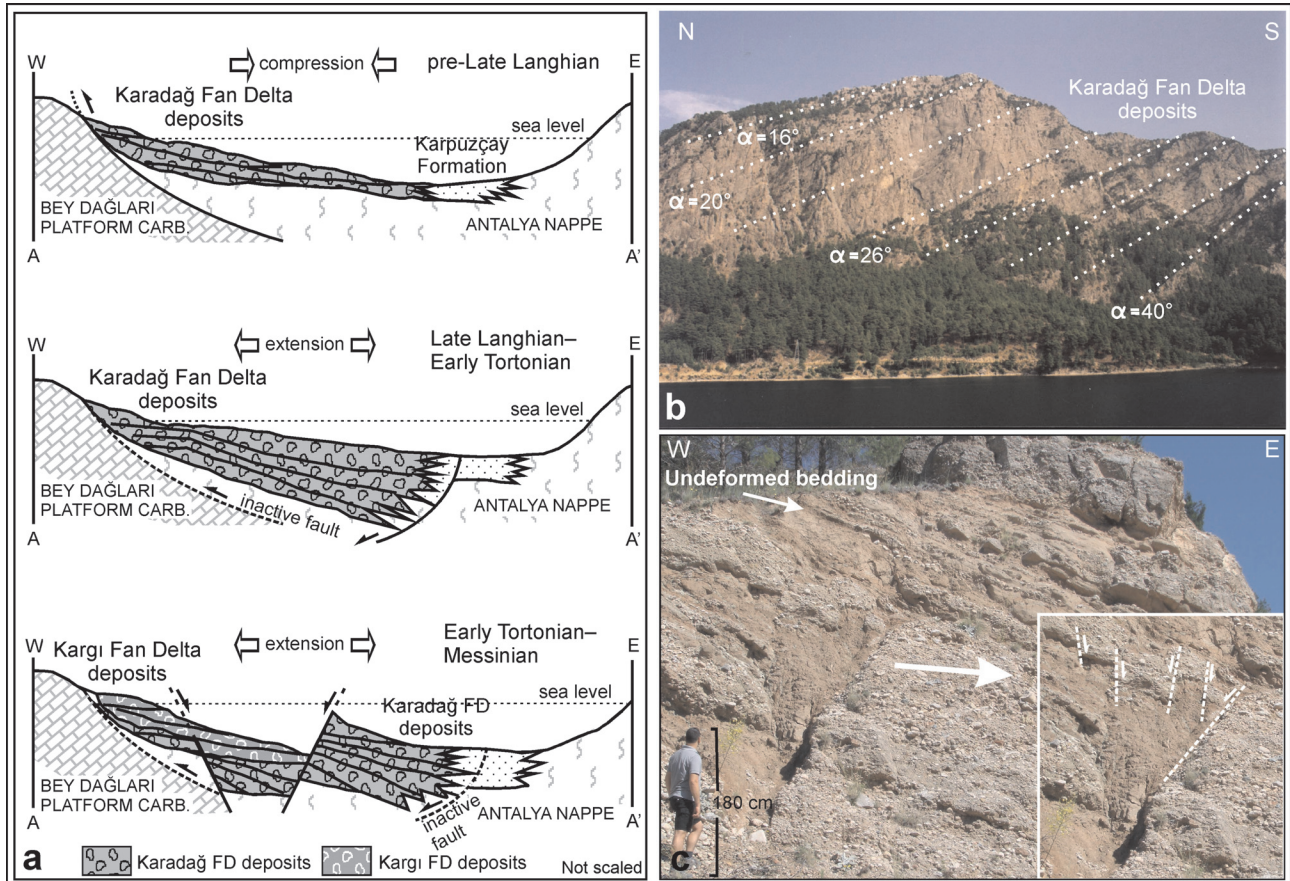 W
E
compression
pre-Late Langhian
Karadağ Fan Delta
deposits
sea level
Karpuzçay
Formation
BEY DAĞLARI
PLATFORM CARB.
ANTALYA NAPPE
A
A'
W
E
extension
Late Langhian–
Early Tortonian
Karadağ Fan Delta
deposits
sea level
BEY DAĞLARI
PLATFORM CARB.
inactive fault
ANTALYA NAPPE
A
A'
W
E
extension
Early Tortonian–
Messinian
Kargı Fan Delta
deposits
sea level
Karadağ FD
deposits
BEY DAĞLARI
PLATFORM CARB.
inactive
fault
ANTALYA NAPPE
A
A'
a
Karadağ FD deposits
Kargı FD deposits
Not scaled
N
S
Karadağ Fan Delta
deposits
α=16°
α=20°
α=26°
α=40°
b
W
E
Undeformed bedding
180 cm
c